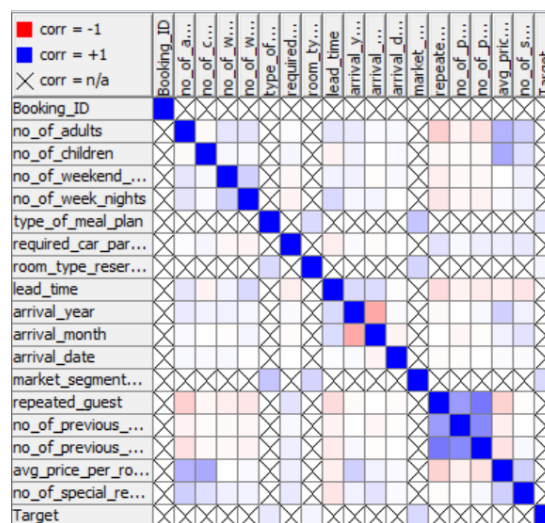 corr = -1
corr = +1
corr = n/a
Booking_ID
no_of_a...
no_of_c...
no_of_w...
no_of_w...
type_of...
required...
room_ty...
lead_time
arrival_y...
arrival_...
arrival_d...
market_...
repeate...
no_of_p...
no_of_p...
avg_pric...
no_of_s...
Target
Booking_ID
no_of_adults
no_of_children
no_of_weekend_...
no_of_week_nights
type_of_meal_plan
required_car_par...
room_type_reser...
lead_time
arrival_year
arrival_month
arrival_date
market_segment...
repeated_guest
no_of_previous_...
no_of_previous_...
avg_price_per_ro...
no_of_special_re...
Target